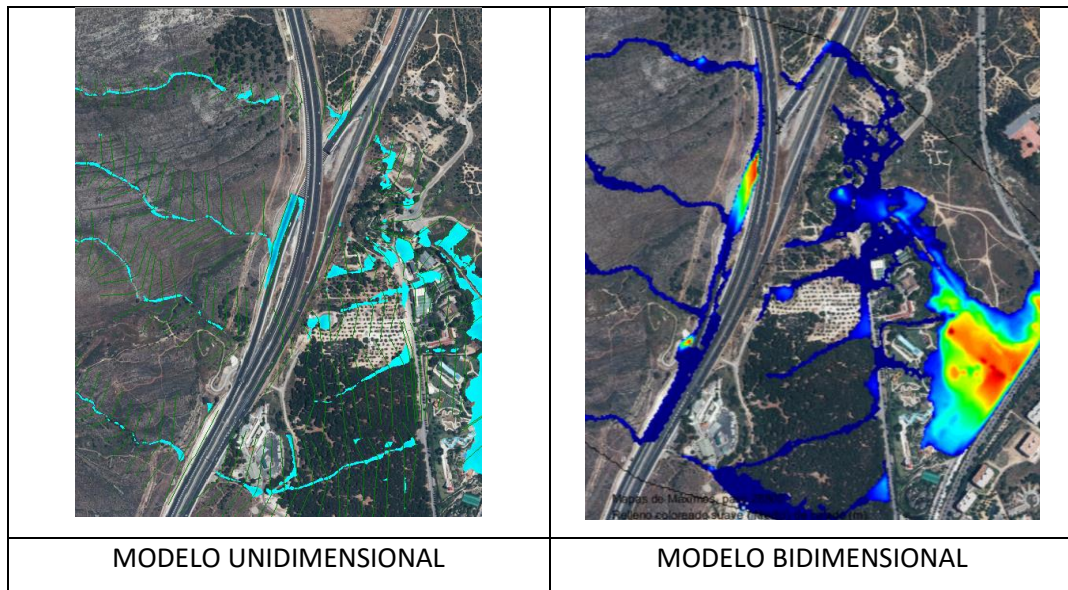 Mapas de Máximos,
Relleno coloreado suave
MODELO UNIDIMENSIONAL
MODELO BIDIMENSIONAL